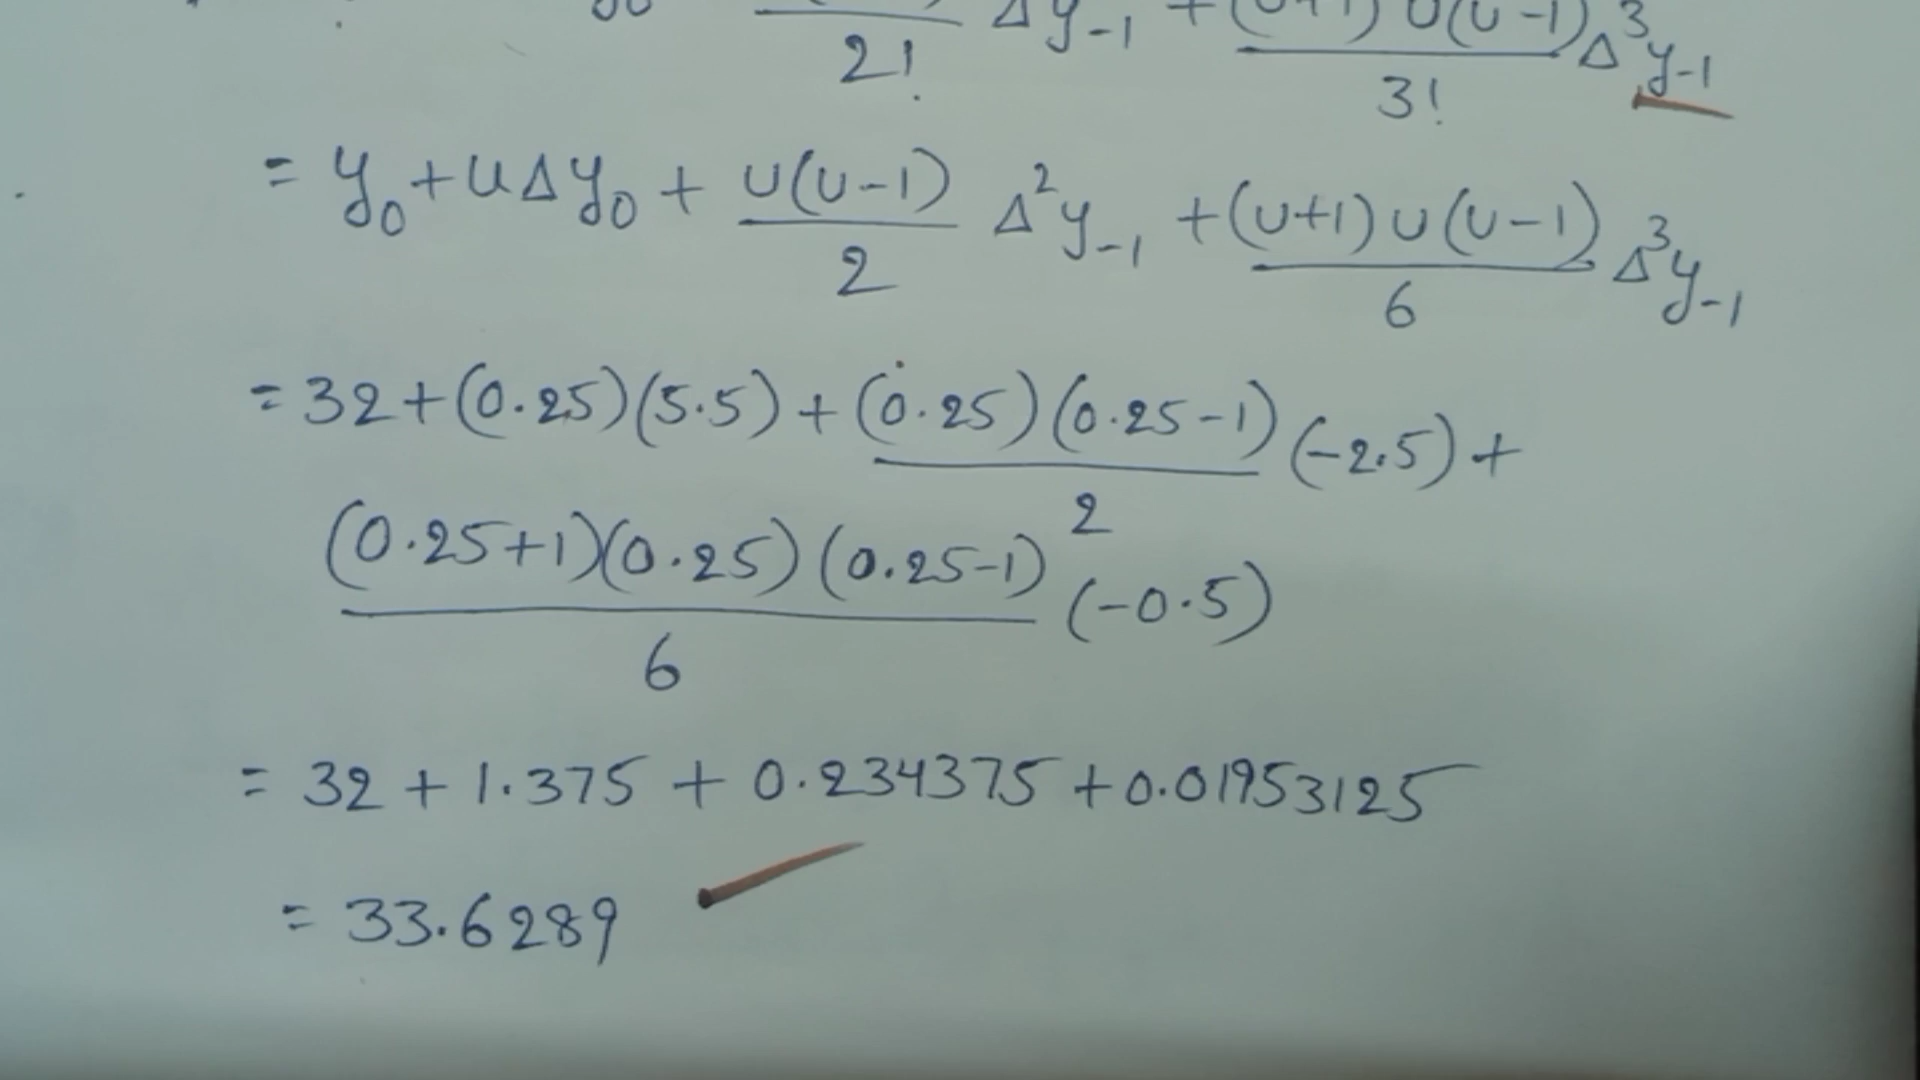 2! Δ y₋₁ + (U+1) U(U-1) / 3! Δ³y₋₁
= y₀ + UΔy₀ + U(U-1) / 2 Δ²y₋₁ + (U+1) U (U-1) / 6 Δ³y₋₁
= 32 + (0.25)(5.5) + (0.25)(0.25-1) / 2 (-2.5) +
(0.25+1)(0.25)(0.25-1) / 6 (-0.5)
= 32 + 1.375 + 0.234375 + 0.01953125
= 33.6289